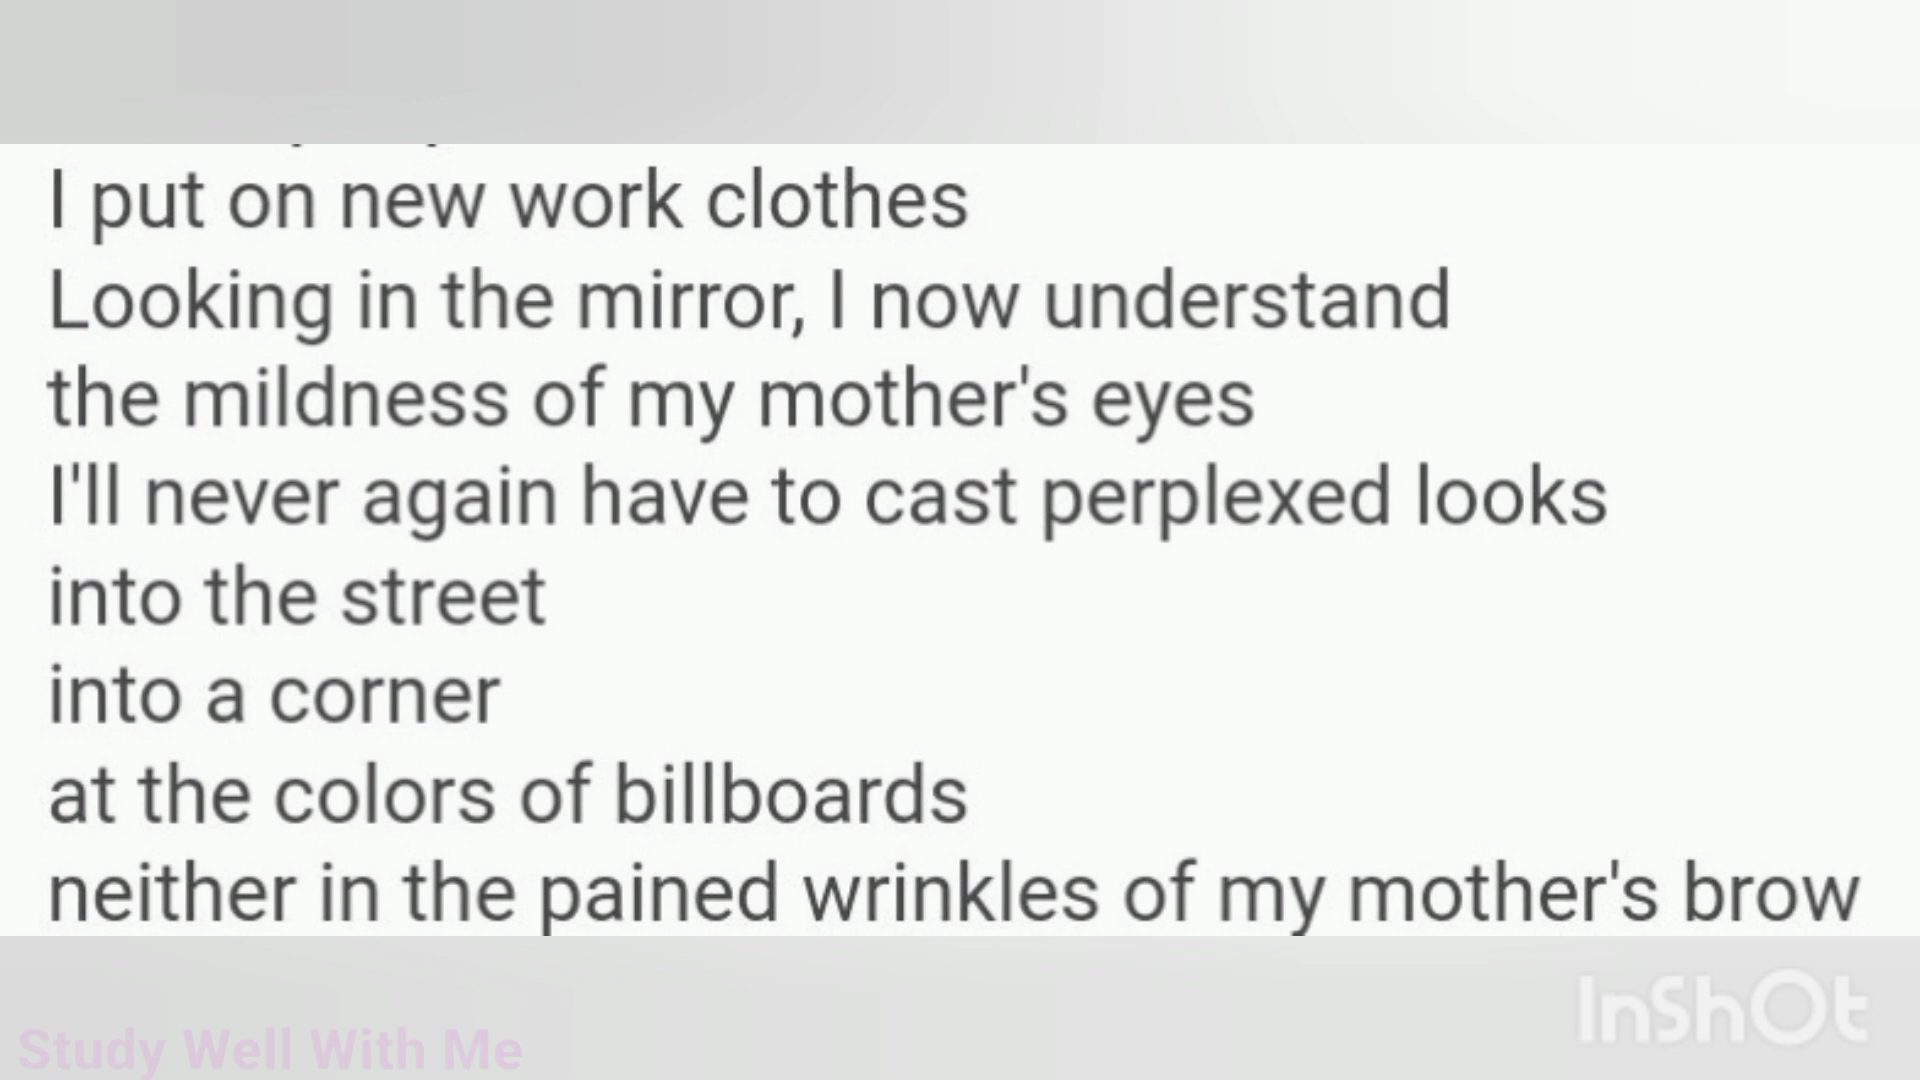 I put on new work clothes
Looking in the mirror, I now understand
the mildness of my mother's eyes
I'll never again have to cast perplexed looks
into the street
into a corner
at the colors of billboards
neither in the pained wrinkles of my mother's brow
InShOt
Study Well With Me